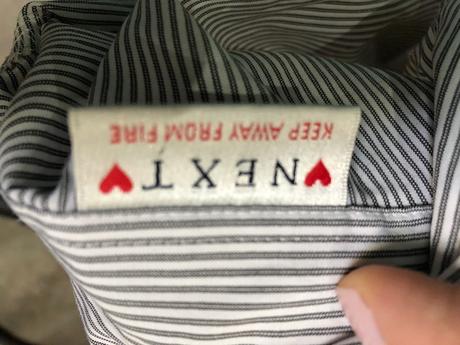 NEXT
KEEP AWAY FROM FIRE